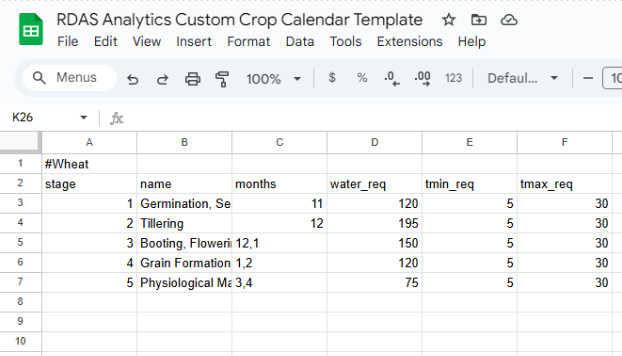 RDAS Analytics Custom Crop Calendar Template
File Edit View Insert Format Data Tools Extensions Help
Menus 100% $ % .0 .00 123 Defaul... 10
K26 fx
A B C D E F
1 #Wheat
2 stage name months water_req tmin_req tmax_req
3 1 Germination, Se 11 120 5 30
4 2 Tillering 12 195 5 30
5 3 Booting, Floweri 12,1 150 5 30
6 4 Grain Formation 1,2 120 5 30
7 5 Physiological Ma 3,4 75 5 30
8
9
10